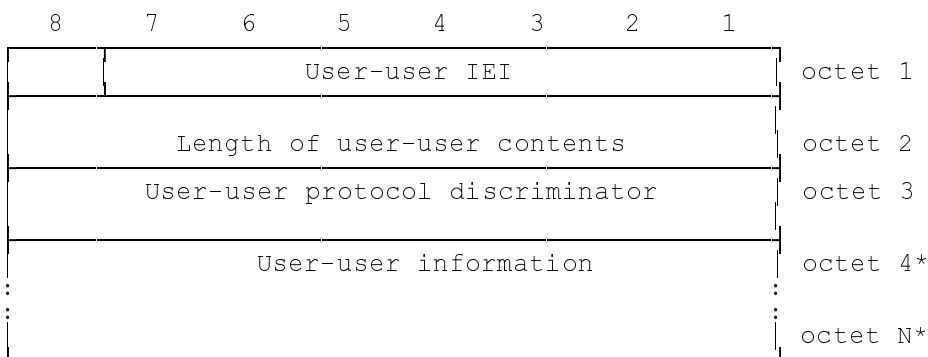 8 7 6 5 4 3 2 1
User-user IEI octet 1
Length of user-user contents octet 2
User-user protocol discriminator octet 3
User-user information octet 4*
: :
: :
octet N*